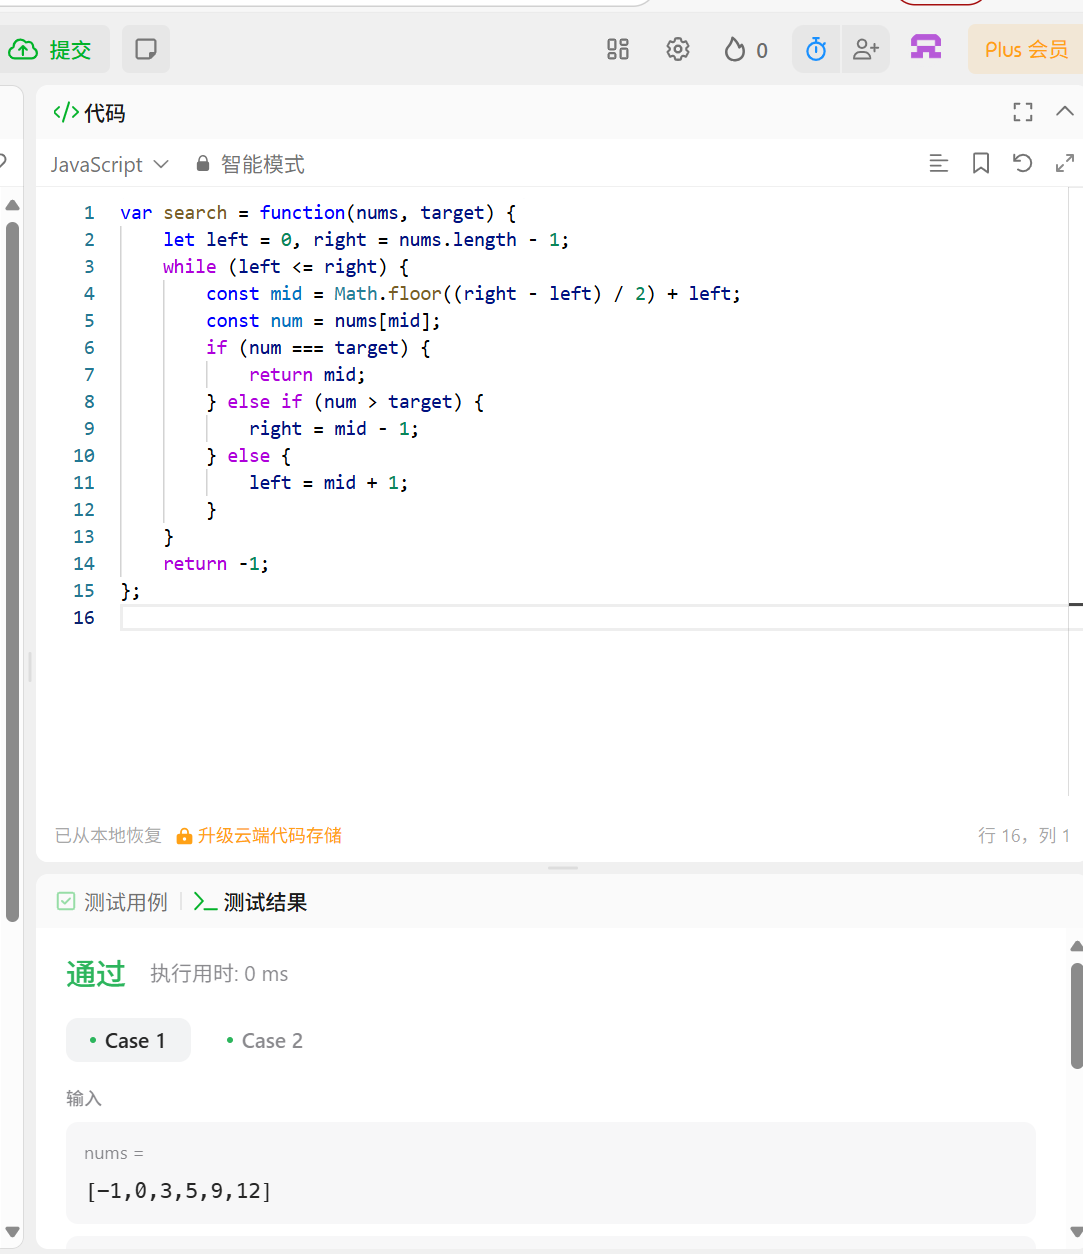 提交
0
Plus 会员
</> 代码
JavaScript 智能模式
1 var search = function(nums, target) {
2 let left = 0, right = nums.length - 1;
3 while (left <= right) {
4 const mid = Math.floor((right - left) / 2) + left;
5 const num = nums[mid];
6 if (num === target) {
7 return mid;
8 } else if (num > target) {
9 right = mid - 1;
10 } else {
11 left = mid + 1;
12 }
13 }
14 return -1;
15 };
16
已从本地恢复 升级云端代码存储 行 16，列 1
测试用例 测试结果
通过 执行用时: 0 ms
• Case 1 • Case 2
输入
nums =
[-1,0,3,5,9,12]